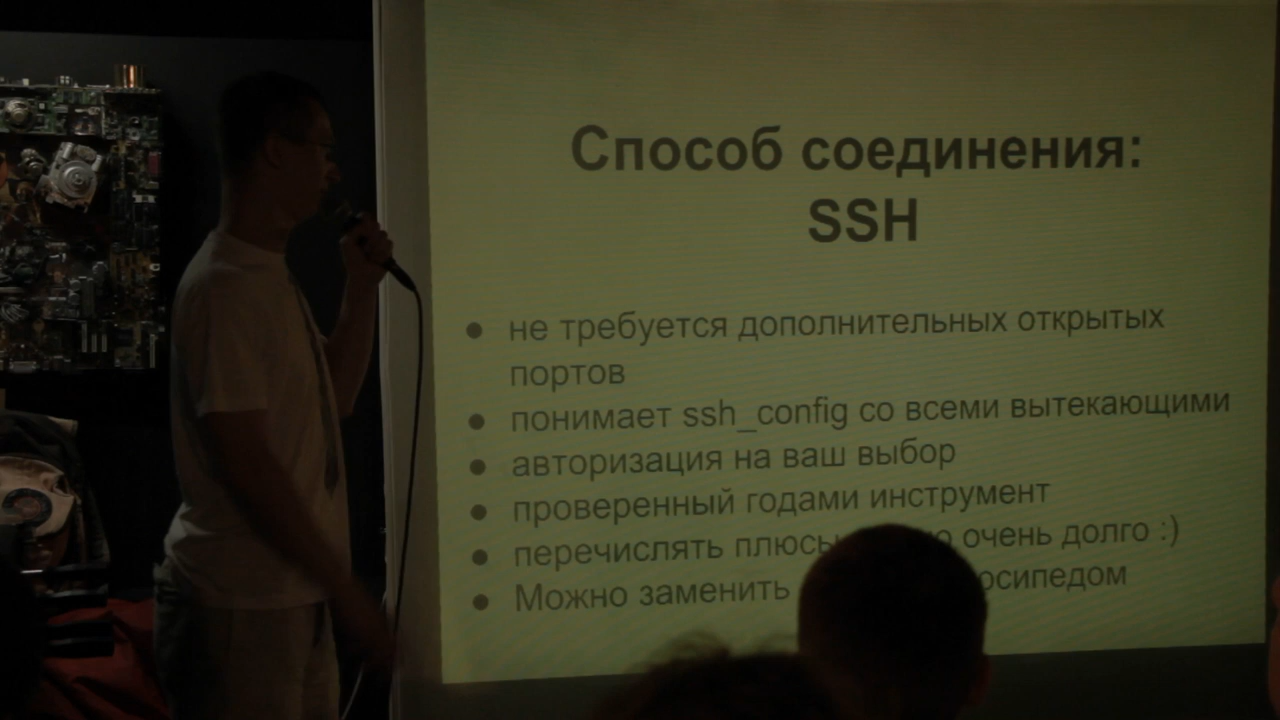 Способ соединения:
SSH
● не требуется дополнительных открытых
портов
● понимает ssh_config со всеми вытекающими
● авторизация на ваш выбор
● проверенный годами инструмент
● перечислять плюсы очень долго :)
● Можно заменить